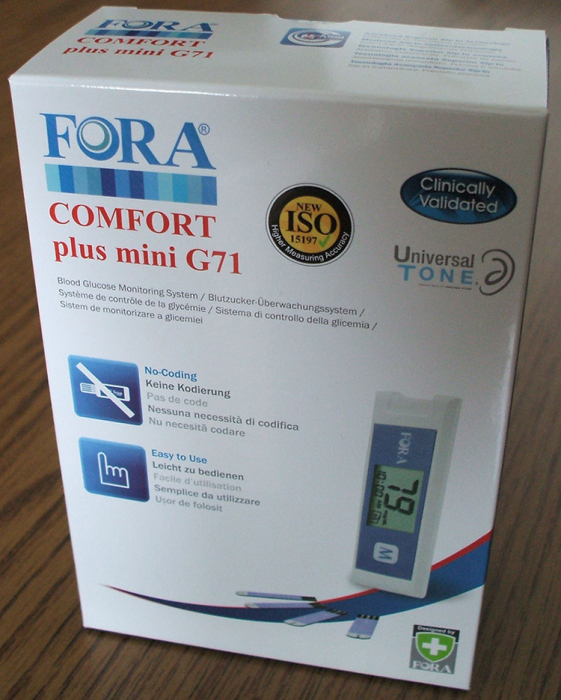 FORA
COMFORT
plus mini G71
FORA®
COMFORT
plus mini G71
NEW
ISO
15197
Higher Measuring Accuracy
Clinically
Validated
Universal
TONE
Blood Glucose Monitoring System / Blutzucker-Überwachungssystem /
Système de contrôle de la glycémie / Sistema di controllo della glicemia /
Sistem de monitorizare a glicemiei
No-Coding
Keine Kodierung
Pas de code
Nessuna necessità di codifica
Nu necesită codare
Easy to Use
Leicht zu bedienen
Facile d'utilisation
Semplice da utilizzare
Uşor de folosit
FORA
79
M
Designed by
FORA